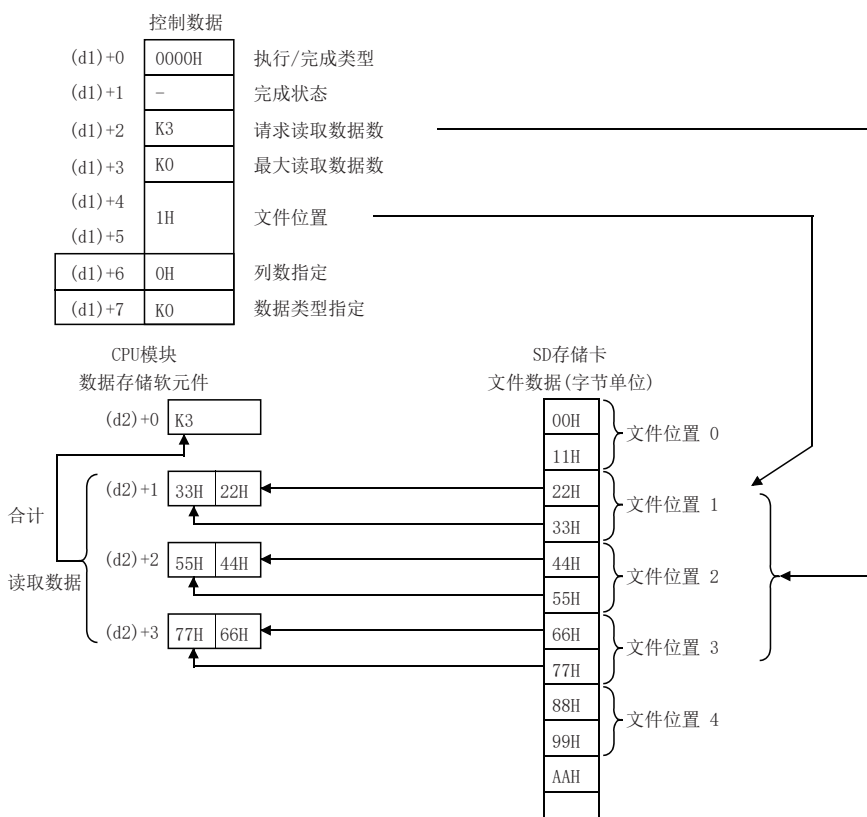 控制数据
(d1)+0 0000H 执行/完成类型
(d1)+1 - 完成状态
(d1)+2 K3 请求读取数据数
(d1)+3 K0 最大读取数据数
(d1)+4
1H 文件位置
(d1)+5
(d1)+6 0H 列数指定
(d1)+7 K0 数据类型指定
CPU模块
数据存储软元件
SD存储卡
文件数据(字节单位)
(d2)+0 K3
00H
文件位置 0
11H
(d2)+1 33H 22H
22H
文件位置 1
合计
33H
(d2)+2 55H 44H
44H
文件位置 2
读取数据
55H
(d2)+3 77H 66H
66H
文件位置 3
77H
88H
文件位置 4
99H
AAH